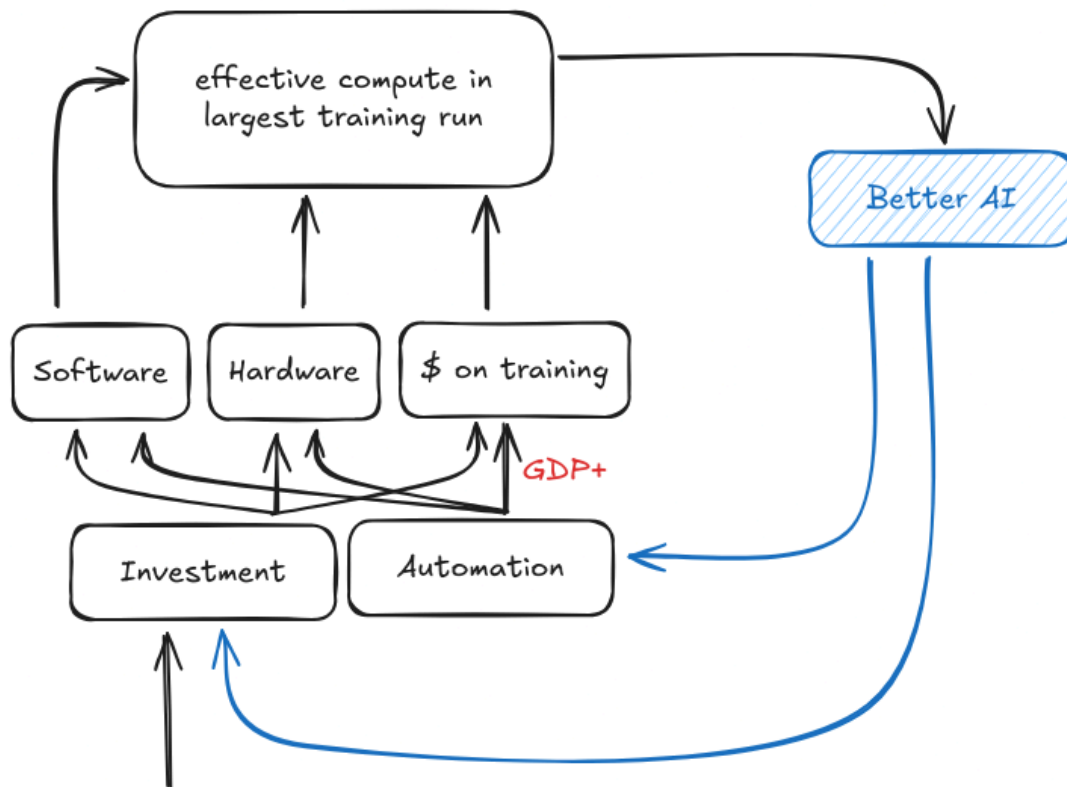 effective compute in
largest training run
Better AI
Software
Hardware
$ on training
GDP+
Investment
Automation